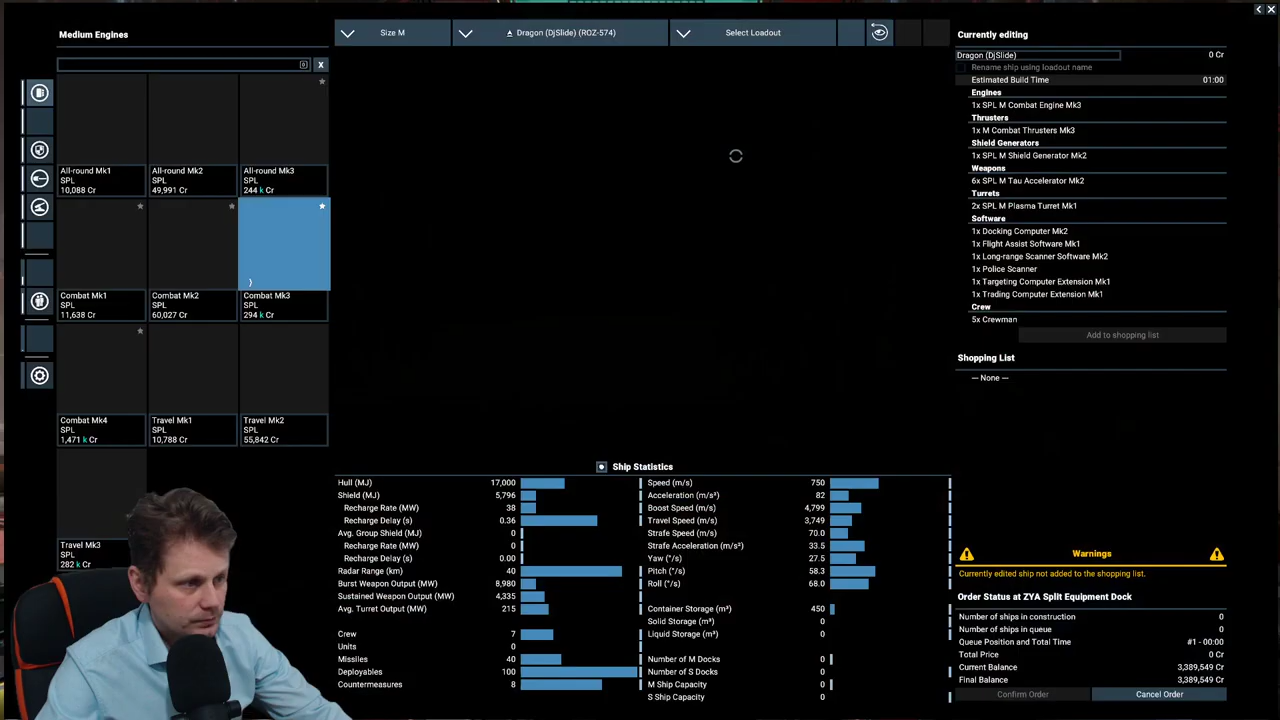 Medium Engines
Size M
Dragon (DjSlide) (ROZ-574)
Select Loadout
X
All-round Mk1
SPL
10,088 Cr
All-round Mk2
SPL
49,991 Cr
All-round Mk3
SPL
244 k Cr
Combat Mk1
SPL
11,638 Cr
Combat Mk2
SPL
60,027 Cr
Combat Mk3
SPL
294 k Cr
Combat Mk4
SPL
1,471 k Cr
Travel Mk1
SPL
10,788 Cr
Travel Mk2
SPL
55,842 Cr
Travel Mk3
SPL
282 k Cr
Ship Statistics
Hull (MJ) 17,000
Shield (MJ) 5,796
Recharge Rate (MW) 38
Recharge Delay (s) 0.36
Avg. Group Shield (MJ) 0
Recharge Rate (MW) 0
Recharge Delay (s) 0.00
Radar Range (km) 40
Burst Weapon Output (MW) 8,980
Sustained Weapon Output (MW) 4,335
Avg. Turret Output (MW) 215
Crew 7
Units 0
Missiles 40
Deployables 100
Countermeasures 8
Speed (m/s) 750
Acceleration (m/s²) 82
Boost Speed (m/s) 4,799
Travel Speed (m/s) 3,749
Strafe Speed (m/s) 70.0
Strafe Acceleration (m/s²) 33.5
Yaw (°/s) 27.5
Pitch (°/s) 58.3
Roll (°/s) 68.0
Container Storage (m³) 450
Solid Storage (m³) 0
Liquid Storage (m³) 0
Number of M Docks 0
Number of S Docks 0
M Ship Capacity 0
S Ship Capacity 0
Currently editing
Dragon (DjSlide) 0 Cr
Rename ship using loadout name
Estimated Build Time 01:00
Engines
1x SPL M Combat Engine Mk3
Thrusters
1x M Combat Thrusters Mk3
Shield Generators
1x SPL M Shield Generator Mk2
Weapons
6x SPL M Tau Accelerator Mk2
Turrets
2x SPL M Plasma Turret Mk1
Software
1x Docking Computer Mk2
1x Flight Assist Software Mk1
1x Long-range Scanner Software Mk2
1x Police Scanner
1x Targeting Computer Extension Mk1
1x Trading Computer Extension Mk1
Crew
5x Crewman
Add to shopping list
Shopping List
— None —
Warnings
Currently edited ship not added to the shopping list.
Order Status at ZYA Split Equipment Dock
Number of ships in construction 0
Number of ships in queue 0
Queue Position and Total Time #1 - 00:00
Total Price 0 Cr
Current Balance 3,389,549 Cr
Final Balance 3,389,549 Cr
Confirm Order
Cancel Order